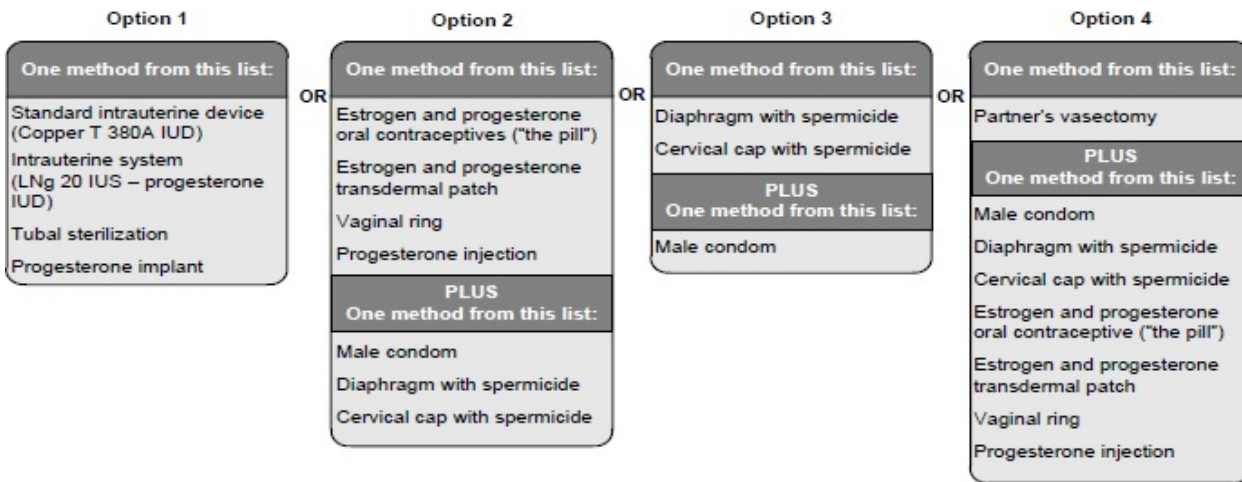 Option 1
One method from this list:
Standard intrauterine device
(Copper T 380A IUD)
Intrauterine system
(LNg 20 IUS – progesterone
IUD)
Tubal sterilization
Progesterone implant
OR
Option 2
One method from this list:
Estrogen and progesterone
oral contraceptives ("the pill")
Estrogen and progesterone
transdermal patch
Vaginal ring
Progesterone injection
PLUS
One method from this list:
Male condom
Diaphragm with spermicide
Cervical cap with spermicide
OR
Option 3
One method from this list:
Diaphragm with spermicide
Cervical cap with spermicide
PLUS
One method from this list:
Male condom
OR
Option 4
One method from this list:
Partner's vasectomy
PLUS
One method from this list:
Male condom
Diaphragm with spermicide
Cervical cap with spermicide
Estrogen and progesterone
oral contraceptive ("the pill")
Estrogen and progesterone
transdermal patch
Vaginal ring
Progesterone injection